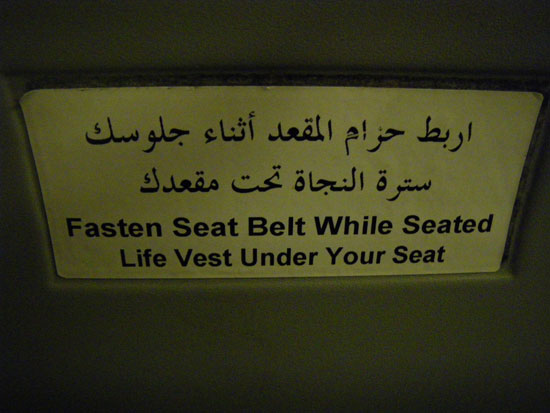 اربط حزام المقعد أثناء جلوسك
سترة النجاة تحت مقعدك
Fasten Seat Belt While Seated
Life Vest Under Your Seat